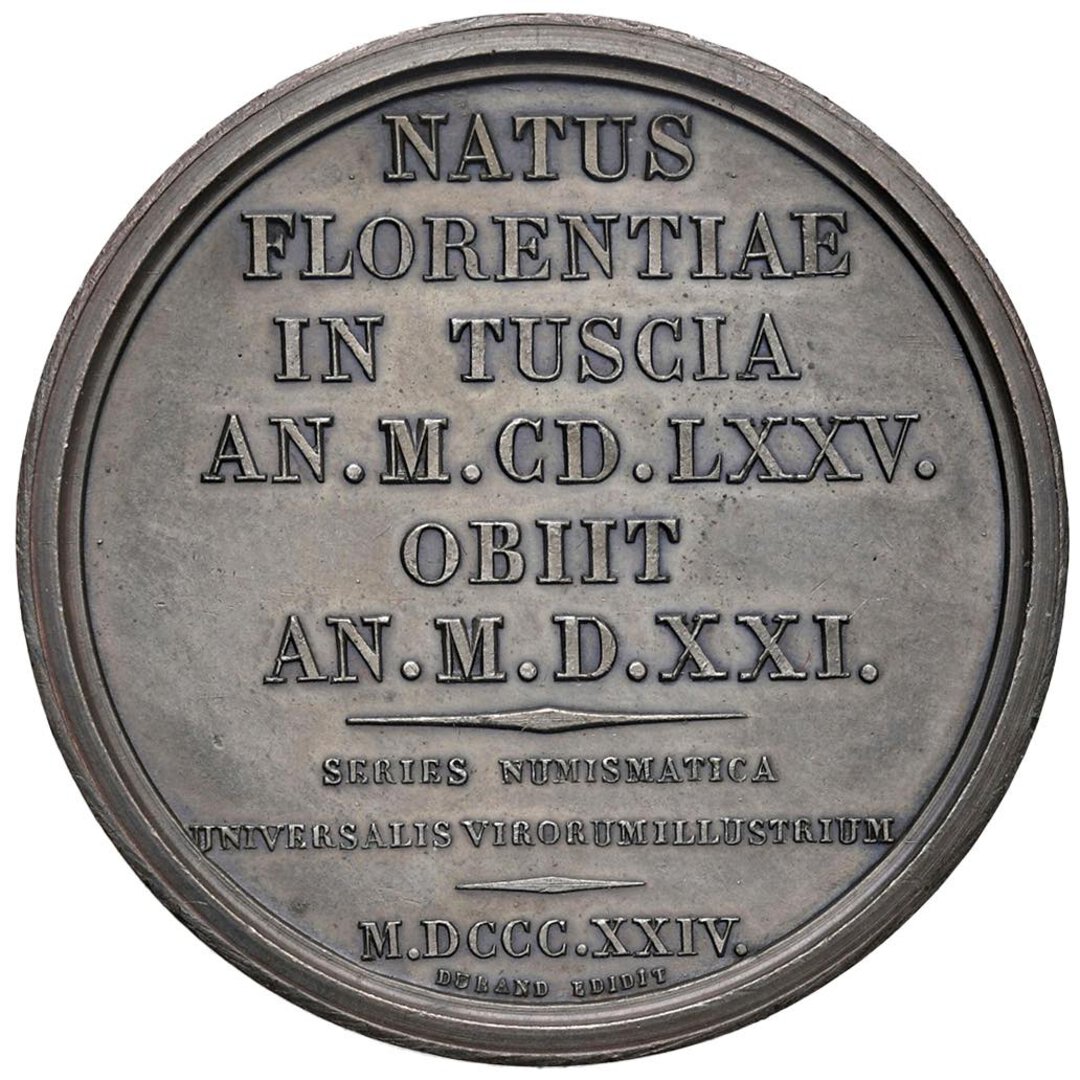 NATUS
FLORENTIAE
IN TUSCIA
AN.M.CD.LXXV.
OBIIT
AN.M.D.XXI.
SERIES NUMISMATICA
UNIVERSALIS VIRORUM ILLUSTRIUM
M.DCCC.XXIV.
DURAND EDIDIT